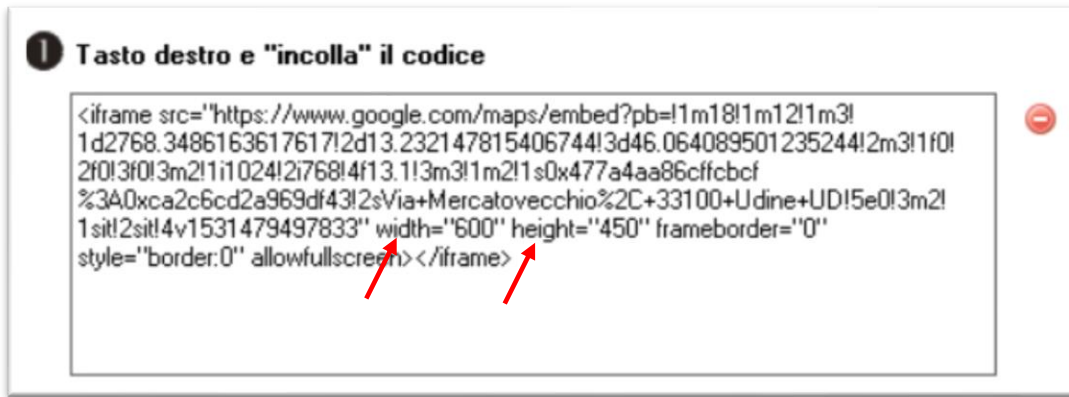 1 Tasto destro e "incolla" il codice
<iframe src="https://www.google.com/maps/embed?pb=!1m18!1m12!1m3!
1d2768.3486163617617!2d13.232147815406744!3d46.064089501235244!2m3!1f0!
2f0!3f0!3m2!1i1024!2i768!4f13.1!3m3!1m2!1s0x477a4aa86cffcbcf
%3A0xca2c6cd2a969df43!2sVia+Mercatovecchio%2C+33100+Udine+UD!5e0!3m2!
1sit!2sit!4v1531479497833" width="600" height="450" frameborder="0"
style="border:0" allowfullscreen></iframe>